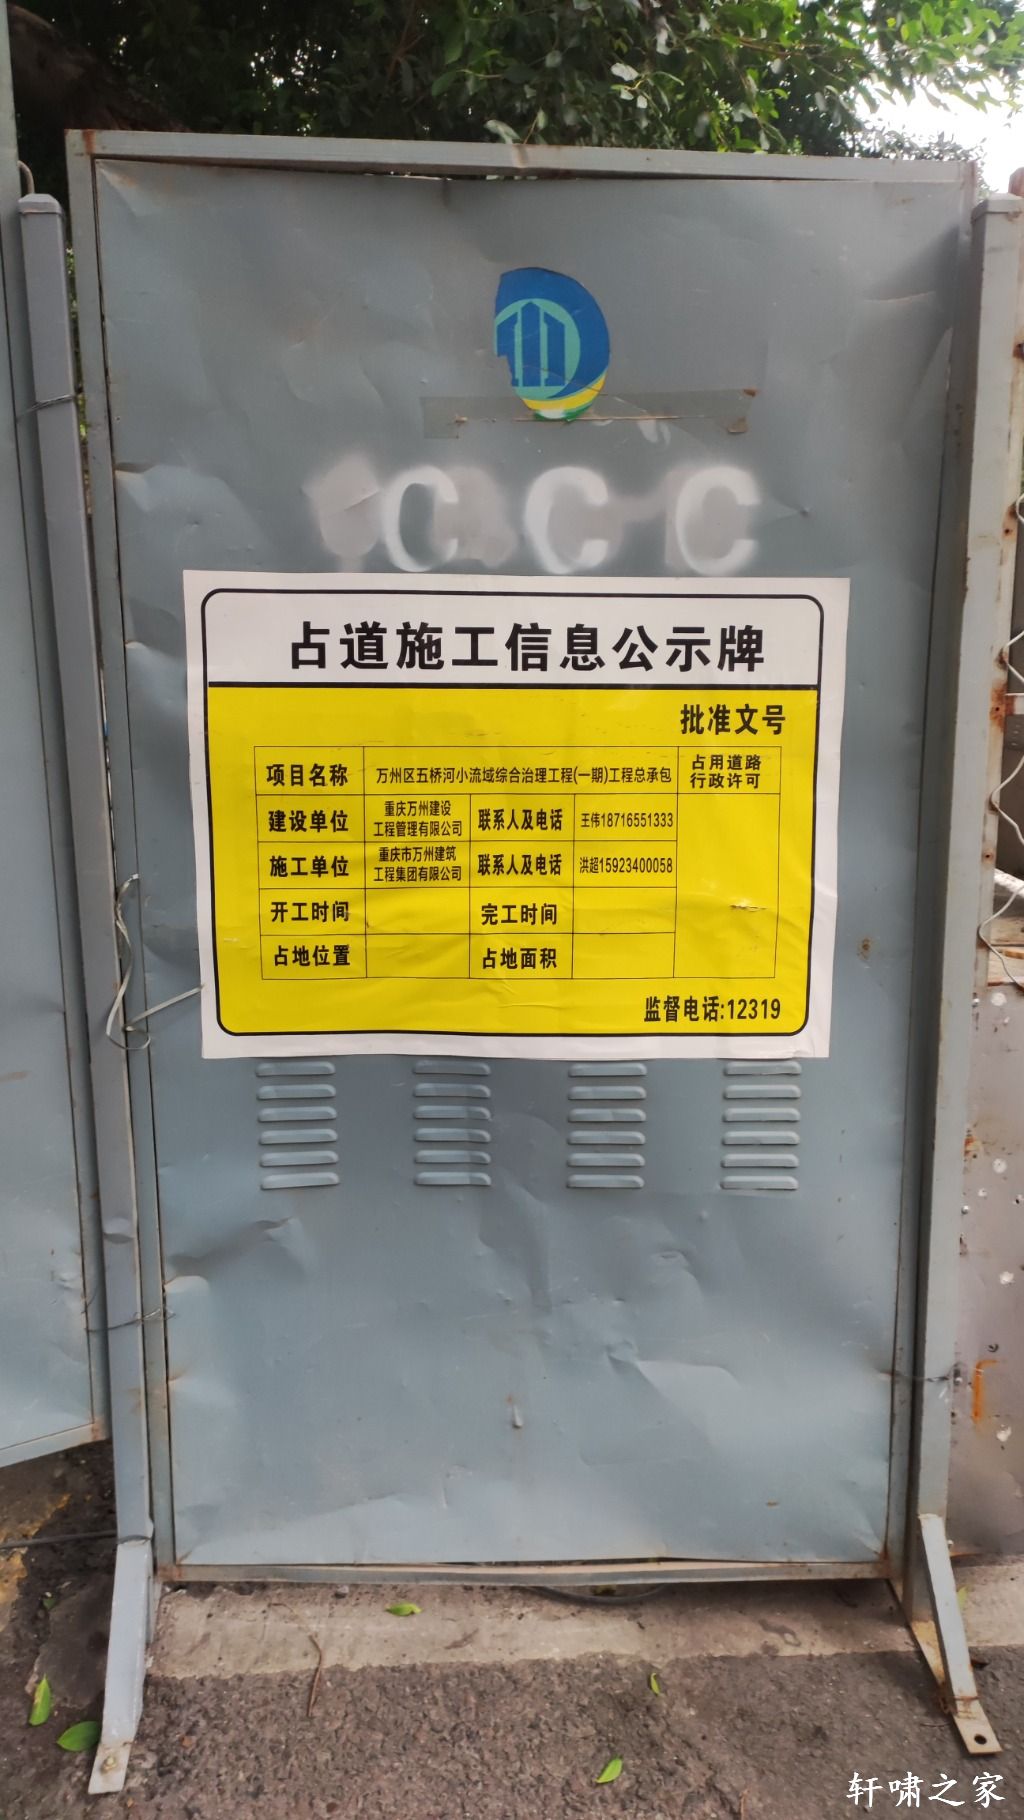 CCC
占道施工信息公示牌
批准文号
项目名称 万州区五桥河小流域综合治理工程(一期)工程总承包 占用道路
行政许可
建设单位 重庆万州建设
工程管理有限公司 联系人及电话 王伟18716551333
施工单位 重庆市万州建筑
工程集团有限公司 联系人及电话 洪超15923400058
开工时间 完工时间
占地位置 占地面积
监督电话:12319
轩啸之家